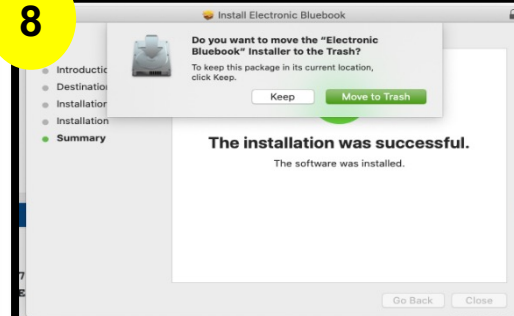 8
Install Electronic Bluebook
Do you want to move the “Electronic
Bluebook” Installer to the Trash?
To keep this package in its current location,
click Keep.
Keep
Move to Trash
Introductio
Destination
Installation
Installation
Summary
The installation was successful.
The software was installed.
7
Go Back
Close